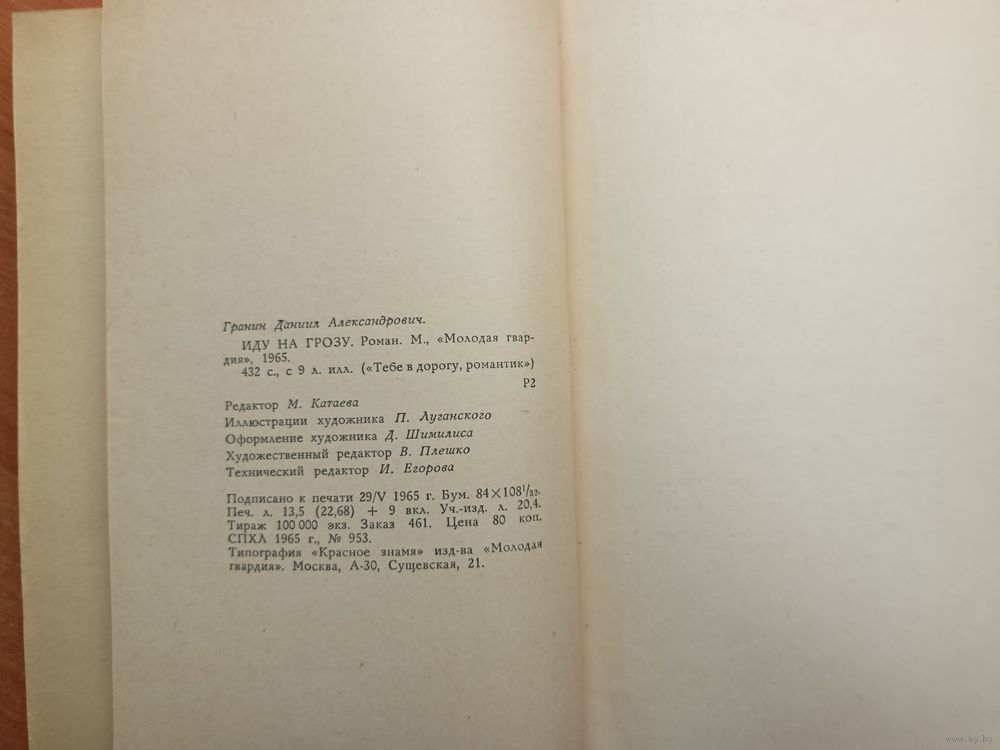 Гранин Даниил Александрович.
ИДУ НА ГРОЗУ. Роман. М., «Молодая гвар-
дия», 1965.
432 с., с 9 л. илл. («Тебе в дорогу, романтик»)
Р2
Редактор М. Катаева
Иллюстрации художника П. Луганского
Оформление художника Д. Шимилиса
Художественный редактор В. Плешко
Технический редактор И. Егорова
Подписано к печати 29/V 1965 г. Бум. 84×108¹/₃₂.
Печ. л. 13,5 (22,68) + 9 вкл. Уч.-изд. л. 20,4.
Тираж 100 000 экз. Заказ 461. Цена 80 коп.
СПХЛ 1965 г., № 953.
Типография «Красное знамя» изд-ва «Молодая
гвардия». Москва, А-30, Сущевская, 21.
www.ay.by